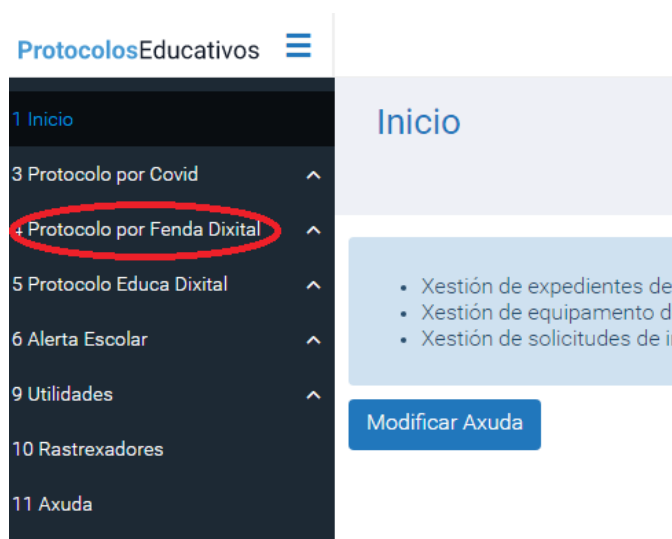 ProtocolosEducativos
1 Inicio
3 Protocolo por Covid
4 Protocolo por Fenda Dixital
5 Protocolo Educa Dixital
6 Alerta Escolar
9 Utilidades
10 Rastrexadores
11 Axuda
Inicio
Xestión de expedientes de
Xestión de equipamento d
Xestión de solicitudes de i
Modificar Axuda